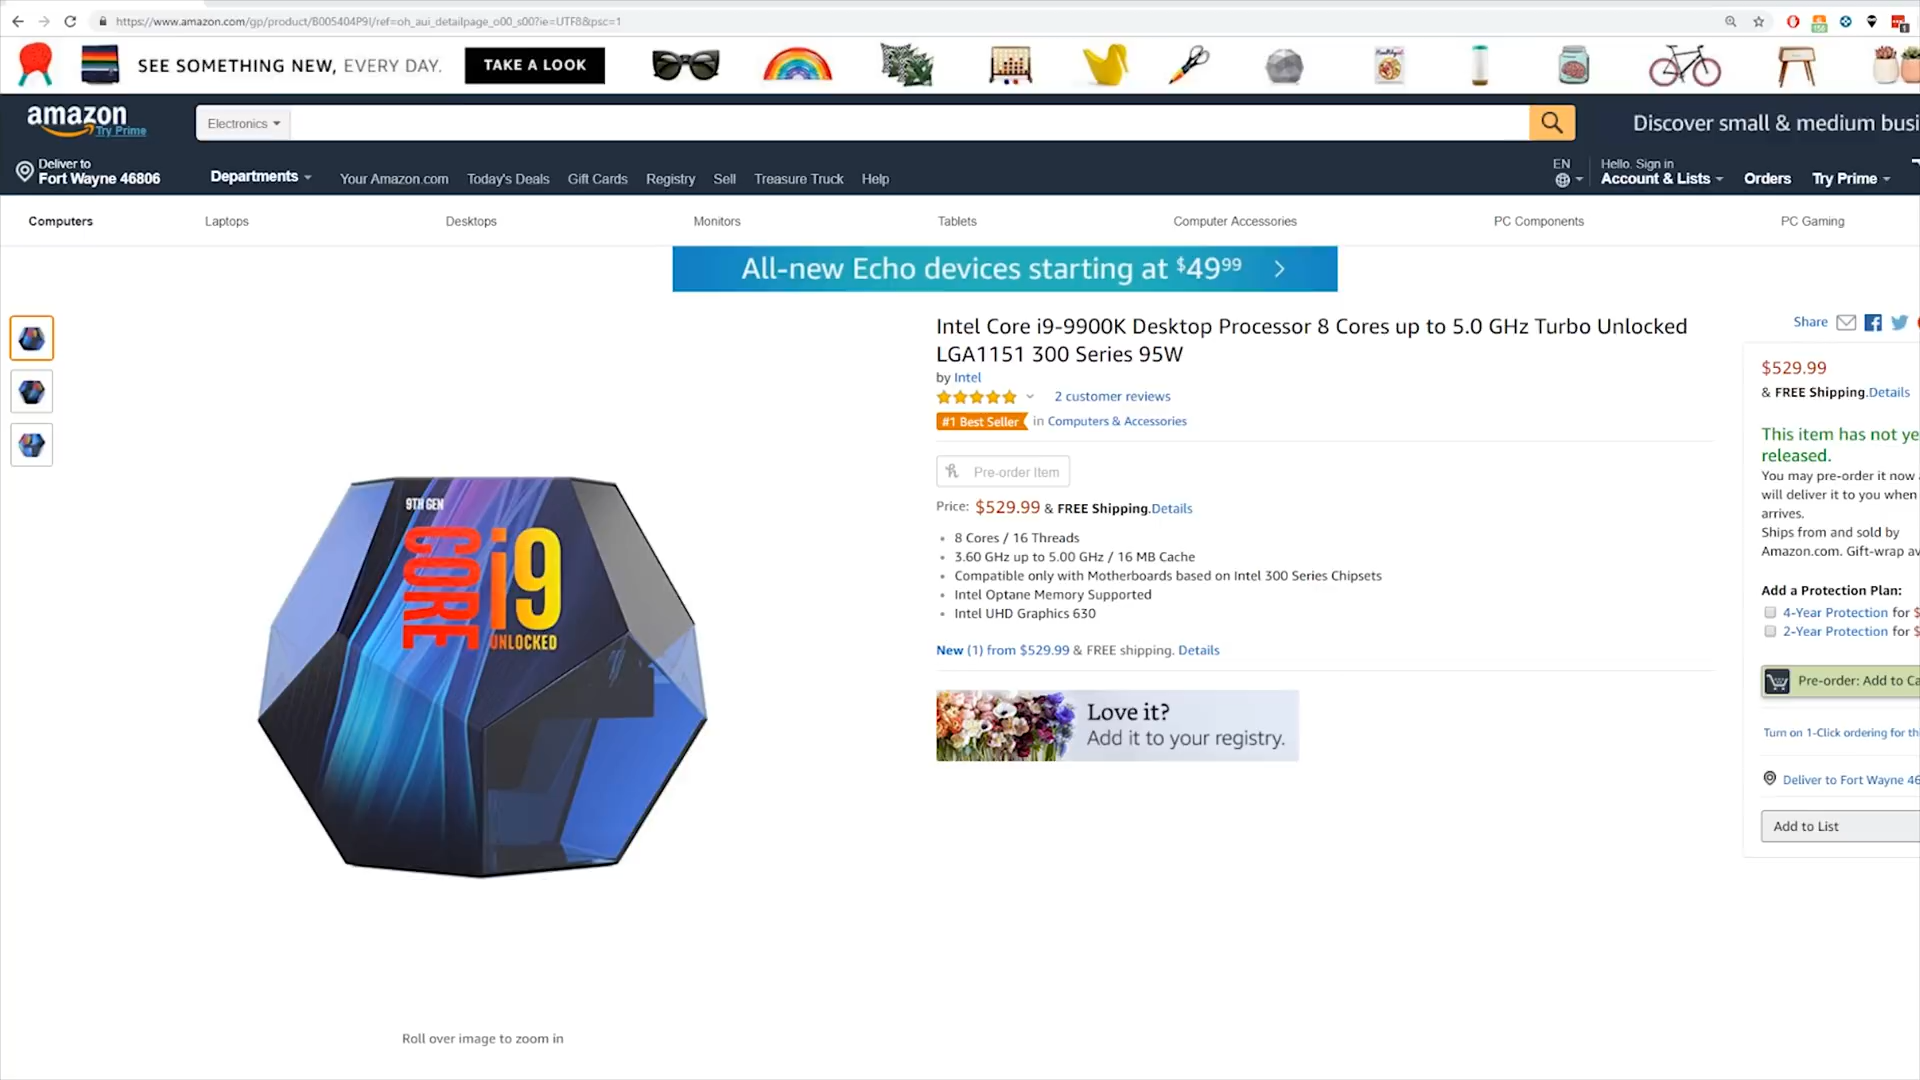 https://www.amazon.com/gp/product/B005404P9I/ref=oh_aui_detailpage_o00_s00?ie=UTF8&psc=1
SEE SOMETHING NEW, EVERY DAY.
TAKE A LOOK
amazon
Try Prime
Electronics
Discover small & medium busi
Deliver to
Fort Wayne 46806
Departments
Your Amazon.com
Today's Deals
Gift Cards
Registry
Sell
Treasure Truck
Help
EN
Hello. Sign in
Account & Lists
Orders
Try Prime
Computers
Laptops
Desktops
Monitors
Tablets
Computer Accessories
PC Components
PC Gaming
All-new Echo devices starting at $49⁹⁹
9TH GEN
CORE
i9
UNLOCKED
Roll over image to zoom in
Intel Core i9-9900K Desktop Processor 8 Cores up to 5.0 GHz Turbo Unlocked
LGA1151 300 Series 95W
by Intel
2 customer reviews
#1 Best Seller in Computers & Accessories
Pre-order Item
Price: $529.99 & FREE Shipping.Details
8 Cores / 16 Threads
3.60 GHz up to 5.00 GHz / 16 MB Cache
Compatible only with Motherboards based on Intel 300 Series Chipsets
Intel Optane Memory Supported
Intel UHD Graphics 630
New (1) from $529.99 & FREE shipping. Details
Love it?
Add it to your registry.
Share
$529.99
& FREE Shipping.Details
This item has not ye
released.
You may pre-order it now
will deliver it to you when
arrives.
Ships from and sold by
Amazon.com. Gift-wrap av
Add a Protection Plan:
4-Year Protection for $
2-Year Protection for $
Pre-order: Add to Ca
Turn on 1-Click ordering for th
Deliver to Fort Wayne 46
Add to List